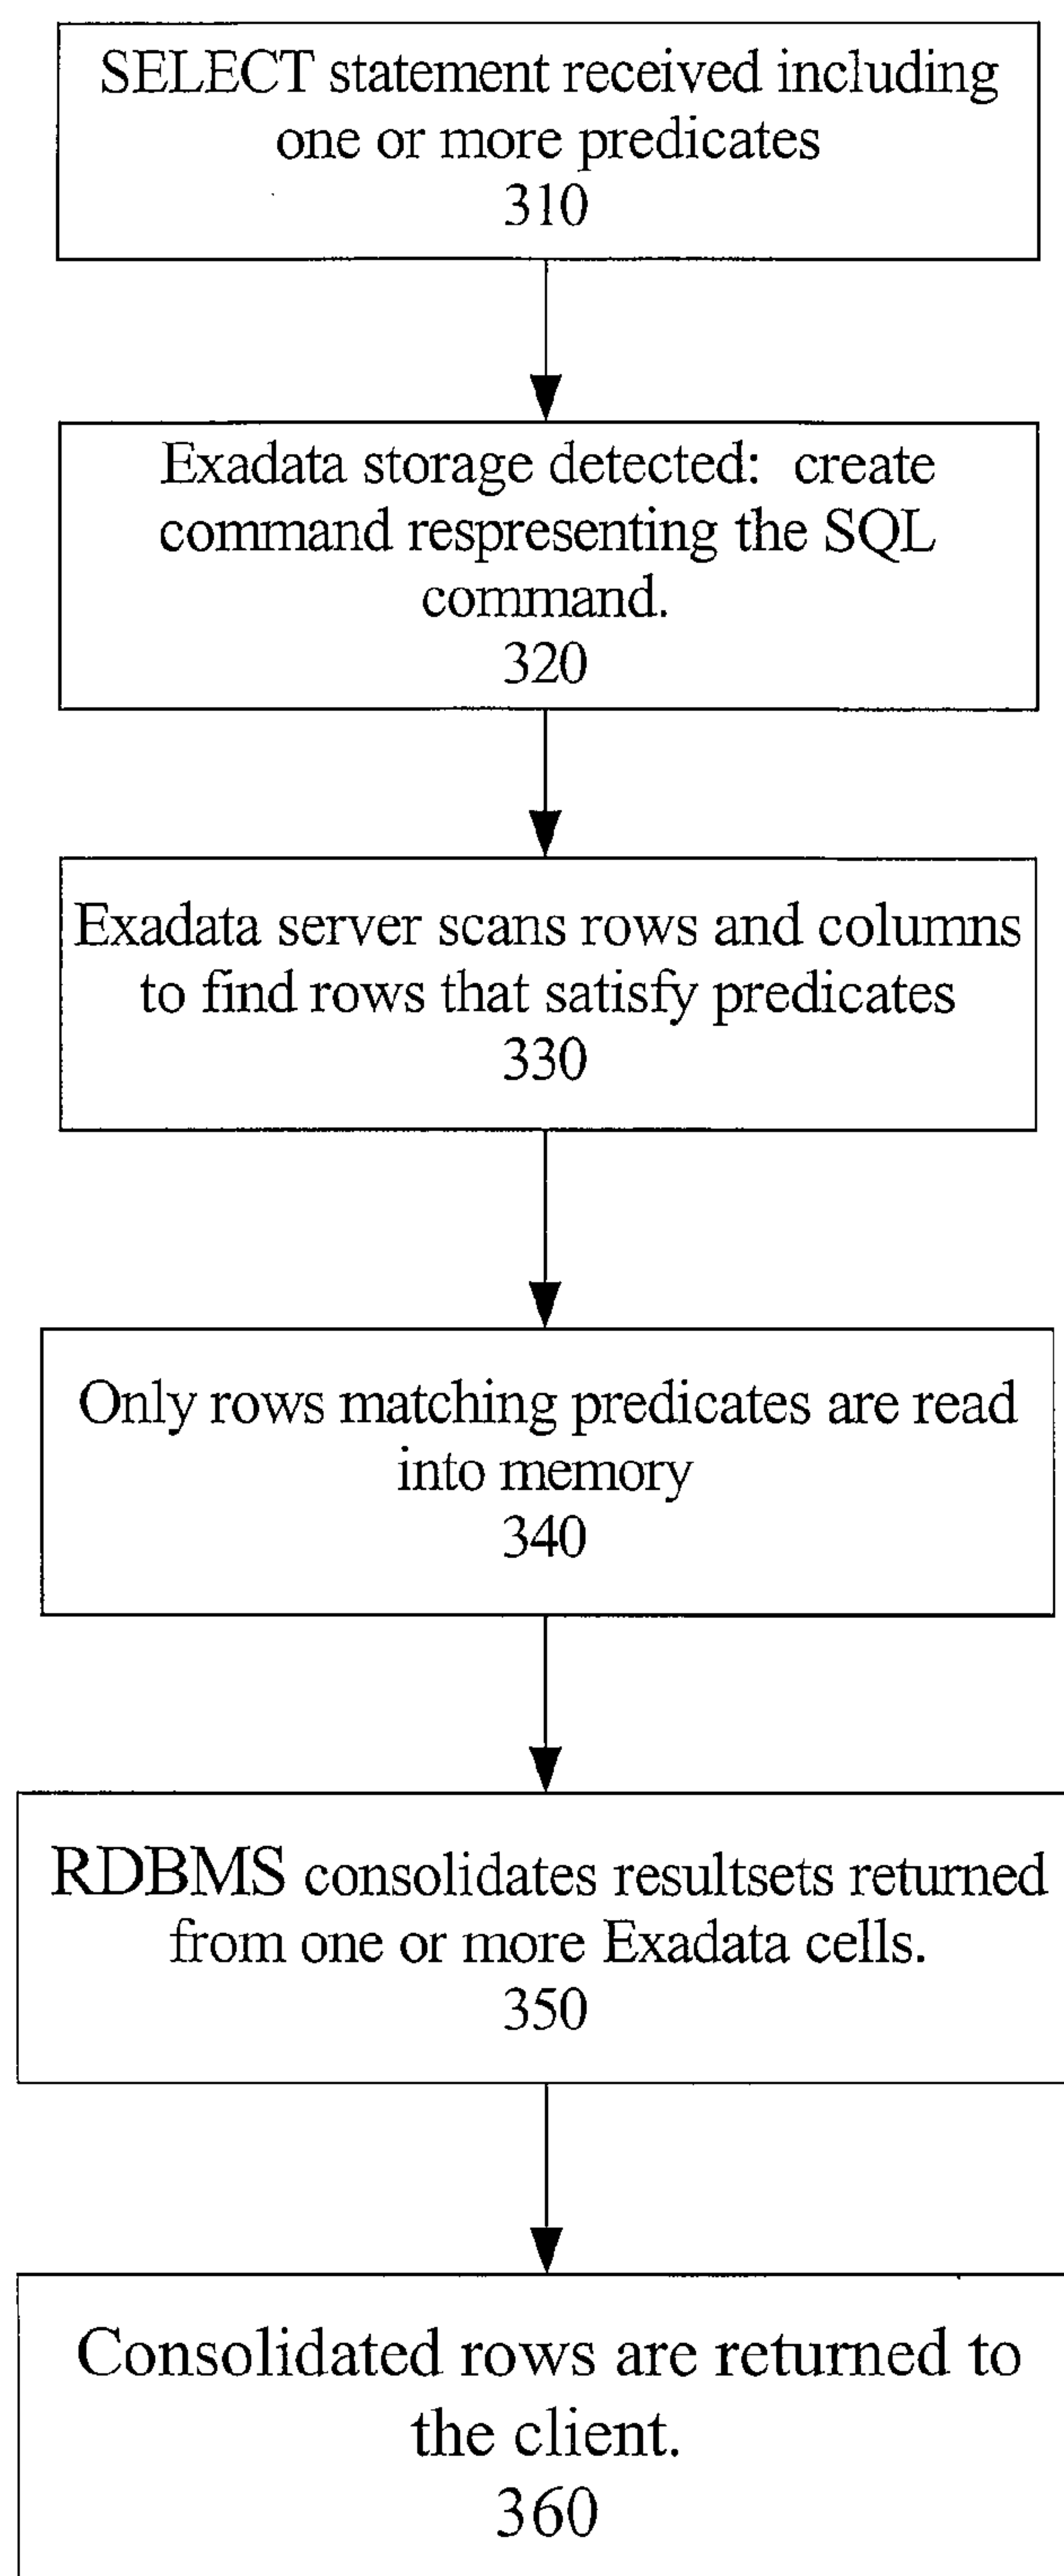 SELECT statement received including
one or more predicates
310
Exadata storage detected:  create
command respresenting the SQL
command.
320
Exadata server scans rows and columns
to find rows that satisfy predicates
330
Only rows matching predicates are read
into memory
340
RDBMS consolidates resultsets returned
from one or more Exadata cells.
350
Consolidated rows are returned to
the client.
360